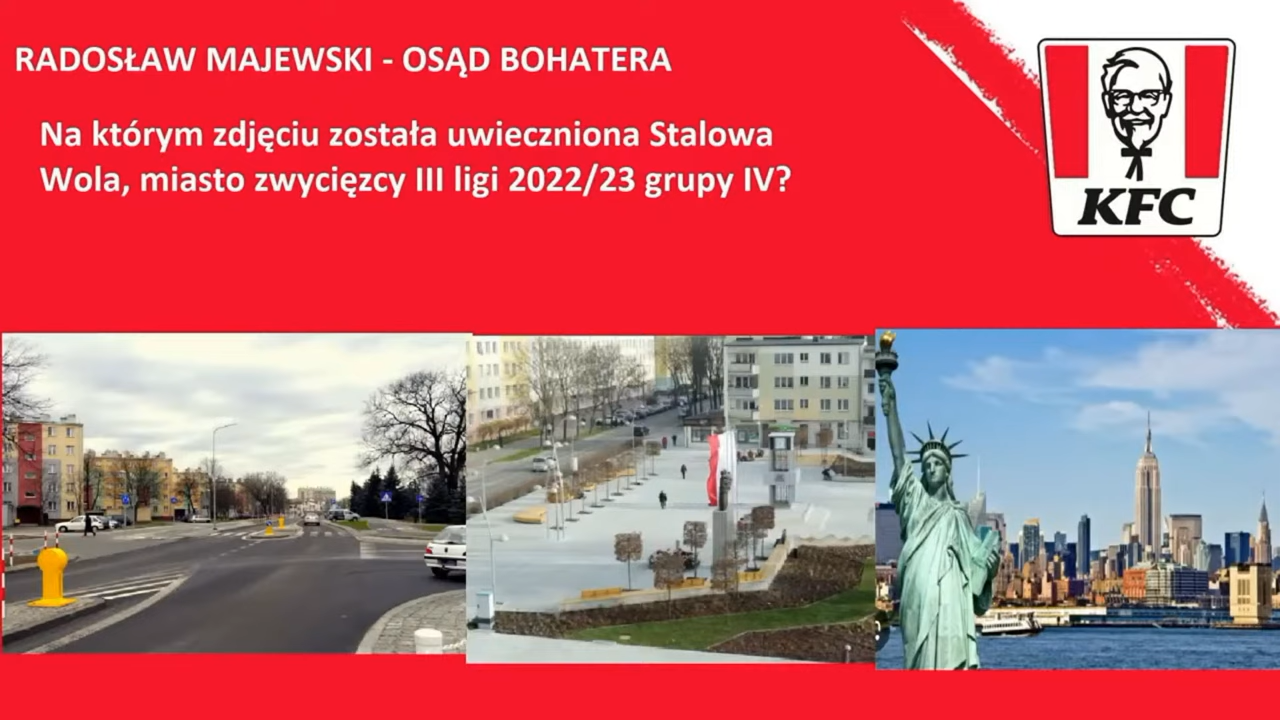 RADOSŁAW MAJEWSKI - OSĄD BOHATERA
Na którym zdjęciu została uwieczniona Stalowa
Wola, miasto zwycięzcy III ligi 2022/23 grupy IV?
KFC